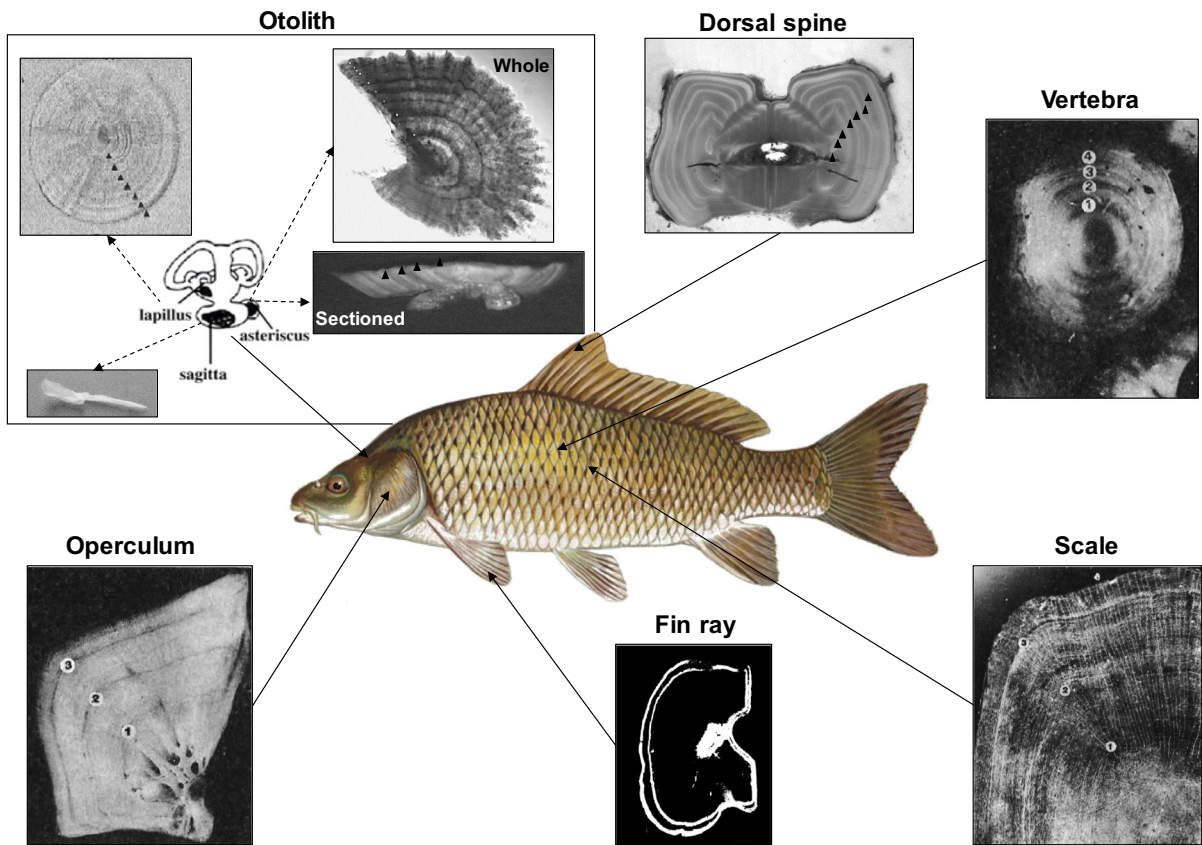 Otolith
Dorsal spine
Vertebra
Whole
4
3
2
1
lapillus
asteriscus
Sectioned
sagitta
Operculum
Scale
Fin ray
3
2
1
3
2
1